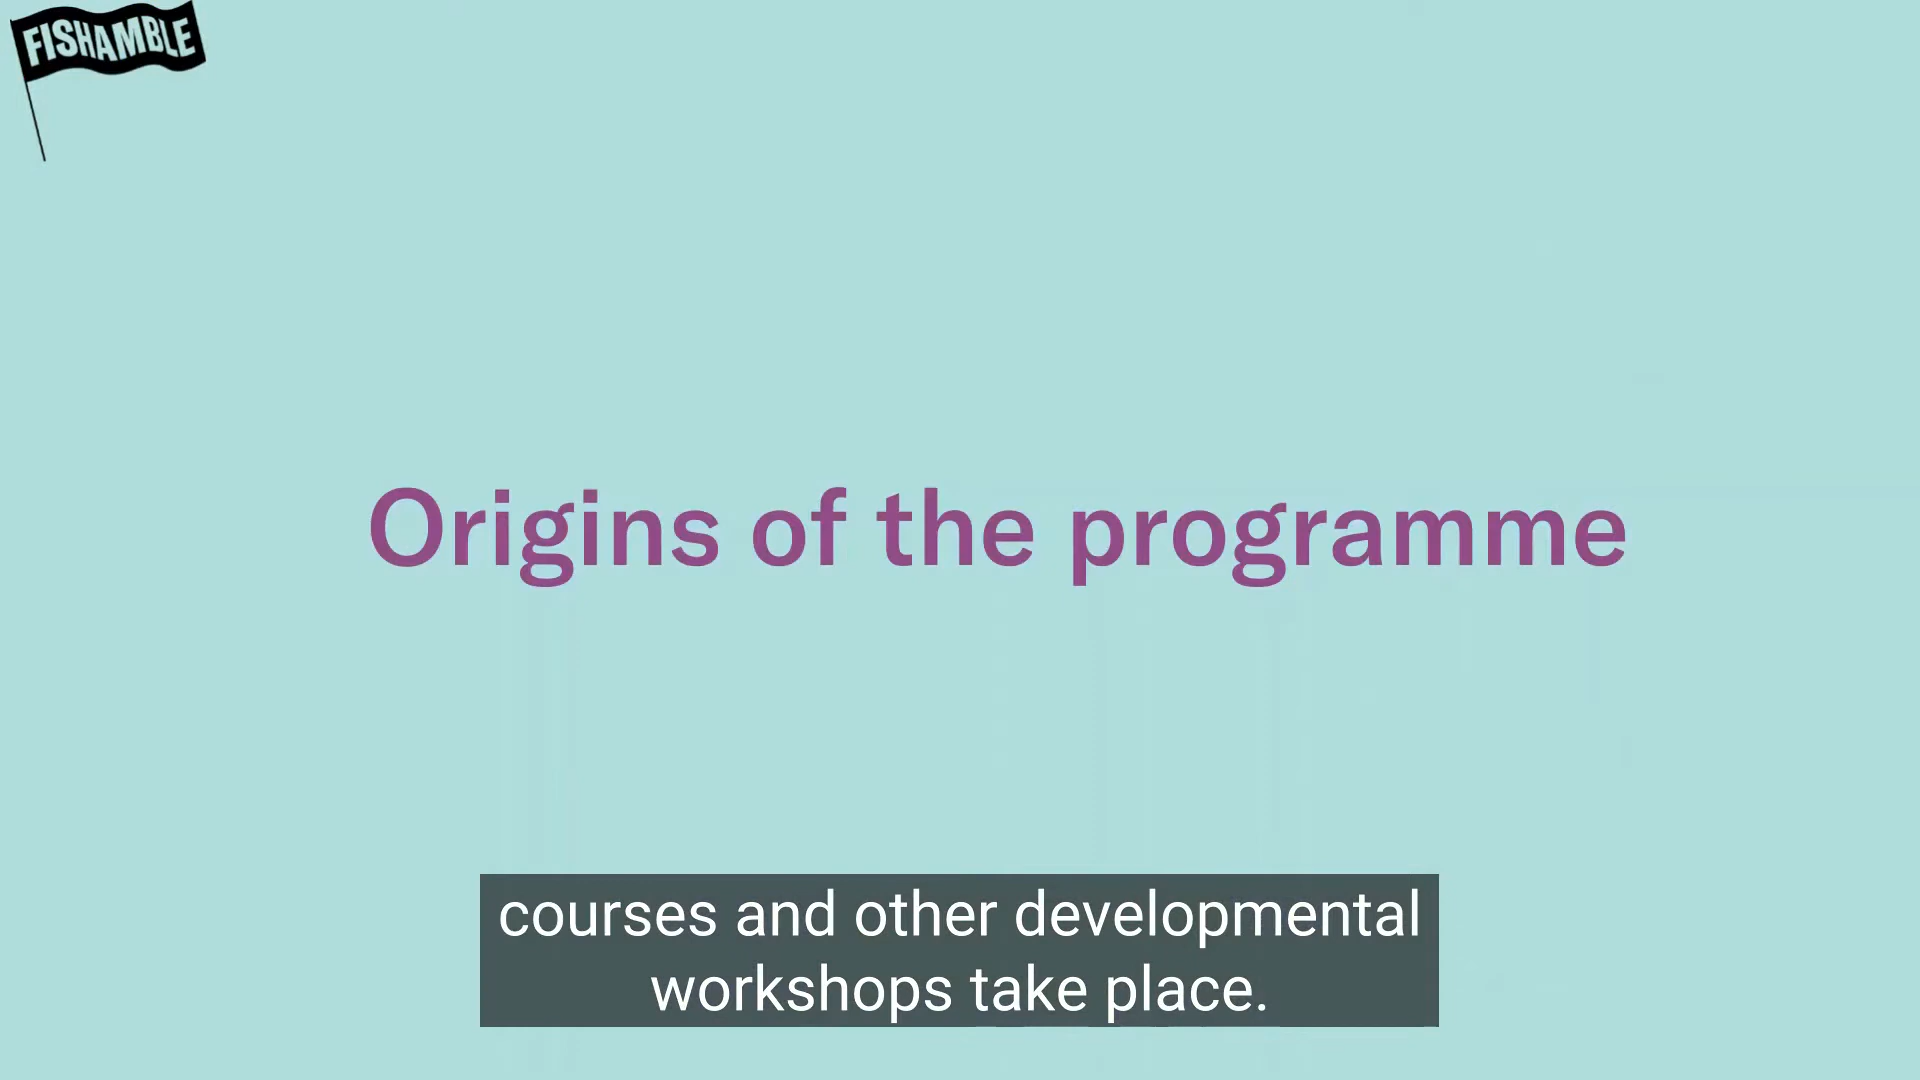 FISHAMBLE
Origins of the programme
courses and other developmental
workshops take place.